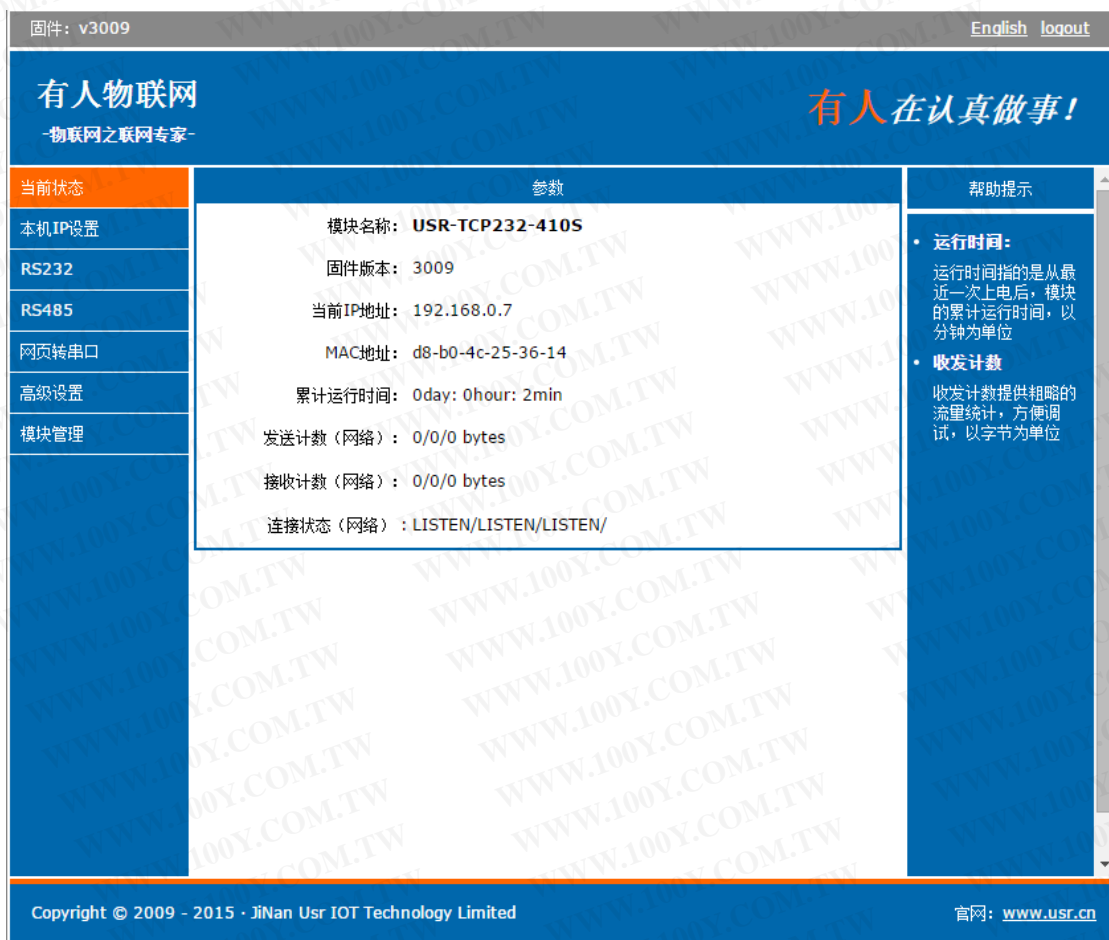 固件：v3009
English logout
有人物联网
-物联网之联网专家-
有人在认真做事！
当前状态
本机IP设置
RS232
RS485
网页转串口
高级设置
模块管理
参数
模块名称： USR-TCP232-410S
固件版本： 3009
当前IP地址： 192.168.0.7
MAC地址： d8-b0-4c-25-36-14
累计运行时间： 0day: 0hour: 2min
发送计数（网络）： 0/0/0 bytes
接收计数（网络）： 0/0/0 bytes
连接状态（网络）：LISTEN/LISTEN/LISTEN/
帮助提示
• 运行时间：
运行时间指的是从最
近一次上电后，模块
的累计运行时间，以
分钟为单位
• 收发计数
收发计数提供粗略的
流量统计，方便调
试，以字节为单位
Copyright © 2009 - 2015 · JiNan Usr IOT Technology Limited
官网：www.usr.cn
WWW.100Y.COM.TW